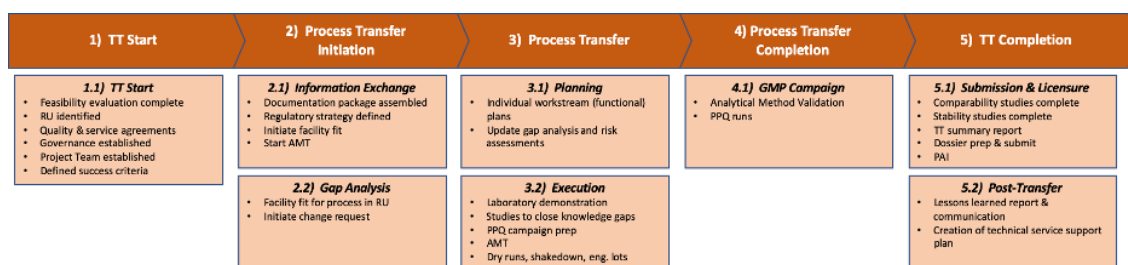 1) TT Start
2) Process Transfer
Initiation
3) Process Transfer
4) Process Transfer
Completion
5) TT Completion
1.1) TT Start
• Feasibility evaluation complete
• RU identified
• Quality & service agreements
• Governance established
• Project Team established
• Defined success criteria
2.1) Information Exchange
• Documentation package assembled
• Regulatory strategy defined
• Initiate facility fit
• Start AMT
2.2) Gap Analysis
• Facility fit for process in RU
• Initiate change request
3.1) Planning
• Individual workstream (functional)
plans
• Update gap analysis and risk
assessments
3.2) Execution
• Laboratory demonstration
• Studies to close knowledge gaps
• PPQ campaign prep
• AMT
• Dry runs, shakedown, eng. lots
4.1) GMP Campaign
• Analytical Method Validation
• PPQ runs
5.1) Submission & Licensure
• Comparability studies complete
• Stability studies complete
• TT summary report
• Dossier prep & submit
• PAI
5.2) Post-Transfer
• Lessons learned report &
communication
• Creation of technical service support
plan